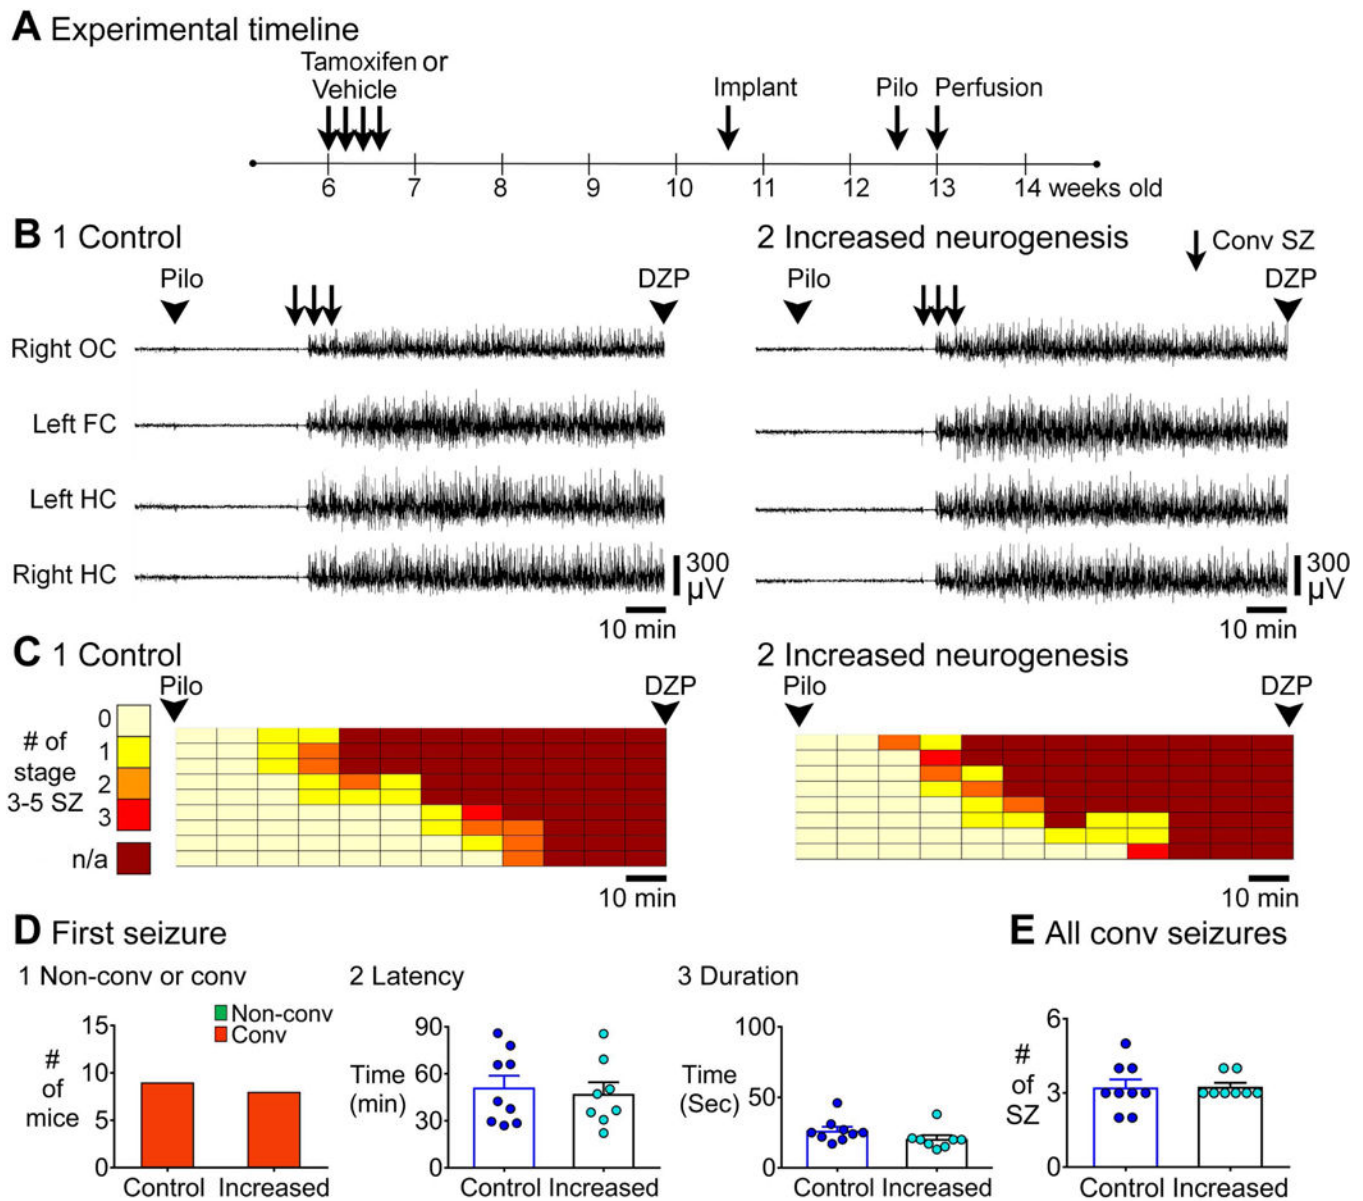 A Experimental timeline
Tamoxifen or
Vehicle
Implant
Pilo
Perfusion
6 7 8 9 10 11 12 13 14 weeks old
B 1 Control
2 Increased neurogenesis
Conv SZ
Pilo
DZP
Pilo
DZP
Right OC
Left FC
Left HC
Right HC
300
µV
10 min
300
µV
10 min
C 1 Control
2 Increased neurogenesis
Pilo
DZP
Pilo
DZP
# of
stage
3-5 SZ
0
1
2
3
n/a
10 min
10 min
D First seizure
E All conv seizures
1 Non-conv or conv
2 Latency
3 Duration
Non-conv
Conv
#
of
mice
15
10
5
0
Control Increased
Time
(min)
90
60
30
0
Control Increased
Time
(Sec)
100
50
0
Control Increased
#
of
SZ
6
3
0
Control Increased